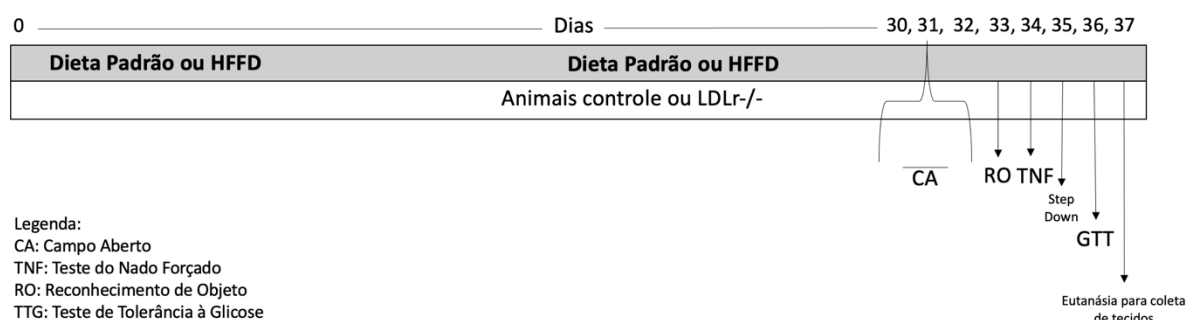 0 Dias 30, 31, 32, 33, 34, 35, 36, 37
Dieta Padrão ou HFFD Dieta Padrão ou HFFD
Animais controle ou LDLr-/-
CA RO TNF
Step
Down
GTT
Legenda:
CA: Campo Aberto
TNF: Teste do Nado Forçado
RO: Reconhecimento de Objeto
TTG: Teste de Tolerância à Glicose
Eutanásia para coleta
de tecidos